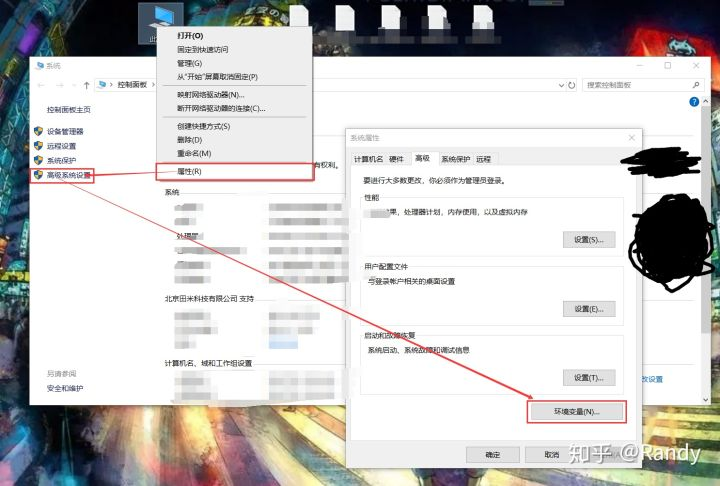 打开(O)
固定到快速访问
管理(G)
从"开始"屏幕取消固定(P)
映射网络驱动器(N)...
断开网络驱动器的连接(C)...
创建快捷方式(S)
删除(D)
重命名(M)
属性(R)
系统
控制面板
搜索控制面板
控制面板主页
设备管理器
远程设置
系统保护
高级系统设置
有权利。
系统
处理器
北京田米科技有限公司 支持
计算机名、域和工作组设置
另请参阅
安全和维护
改设置
系统属性
计算机名 硬件 高级 系统保护 远程
要进行大多数更改，你必须作为管理员登录。
性能
果，处理器计划，内存使用，以及虚拟内存
设置(S)...
用户配置文件
与登录帐户相关的桌面设置
设置(E)...
启动和故障恢复
系统启动、系统故障和调试信息
设置(T)...
环境变量(N)...
确定 取消
知乎 @Randy